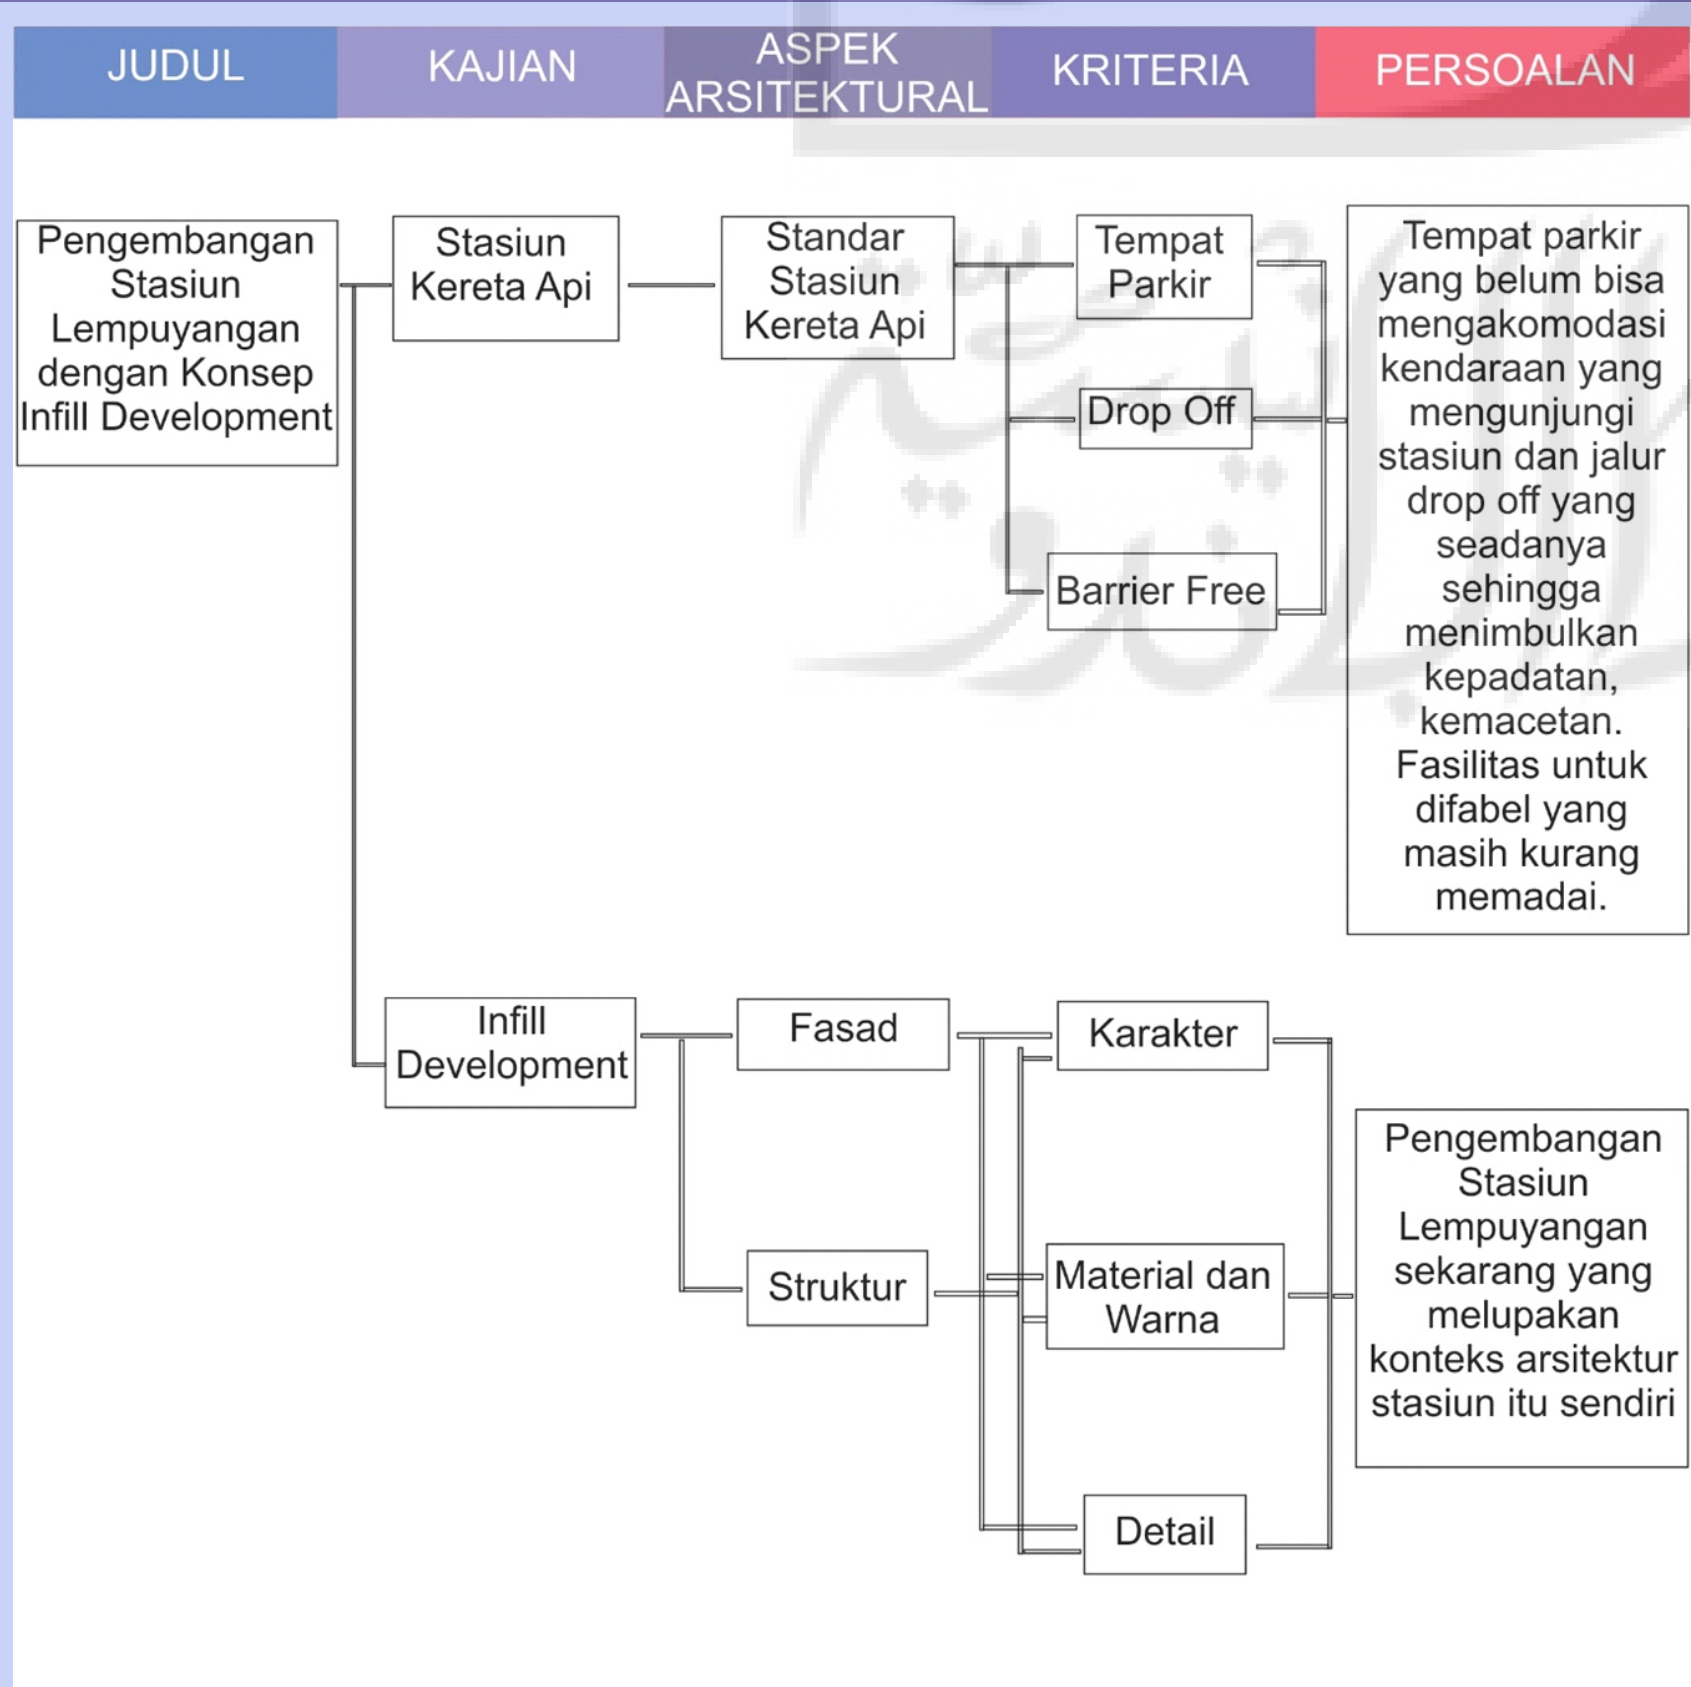 JUDUL
KAJIAN
ASPEK
ARSITEKTURAL
KRITERIA
PERSOALAN
Pengembangan
Stasiun
Lempuyangan
dengan Konsep
Infill Development
Stasiun
Kereta Api
Standar
Stasiun
Kereta Api
Tempat
Parkir
Drop Off
Barrier Free
Tempat parkir
yang belum bisa
mengakomodasi
kendaraan yang
mengunjungi
stasiun dan jalur
drop off yang
seadanya
sehingga
menimbulkan
kepadatan,
kemacetan.
Fasilitas untuk
difabel yang
masih kurang
memadai.
Infill
Development
Fasad
Struktur
Karakter
Material dan
Warna
Detail
Pengembangan
Stasiun
Lempuyangan
sekarang yang
melupakan
konteks arsitektur
stasiun itu sendiri